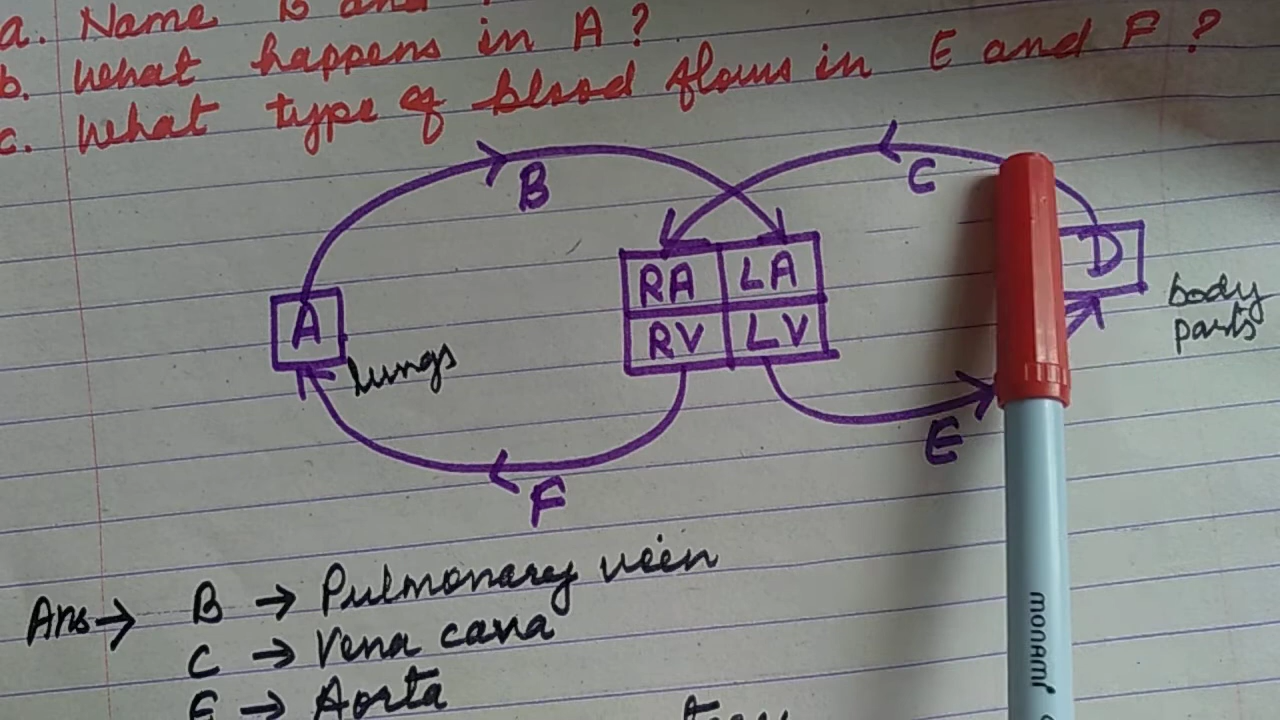 a. Name B and
b. What happens in A?
c. What type of blood flows in E and F?
B
C
RA LA
D
A
RV LV
body
parts
lungs
E
F
Ans → B → Pulmonary vein
C → Vena cava
E → Aorta
monami